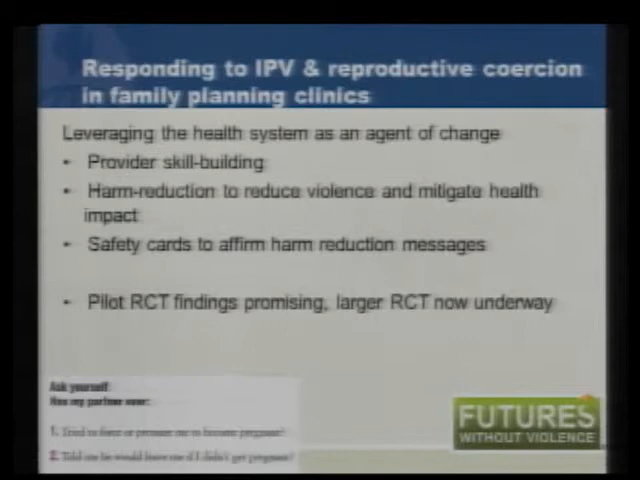 Responding to IPV & reproductive coercion
in family planning clinics
Leveraging the health system as an agent of change
• Provider skill-building
• Harm-reduction to reduce violence and mitigate health
impact
• Safety cards to affirm harm reduction messages
• Pilot RCT findings promising, larger RCT now underway
Ask yourself
Has my partner ever:
1. Tried to force or pressure me to become pregnant?
2. Told me he would leave me if I didn't get pregnant?
FUTURES
WITHOUT VIOLENCE